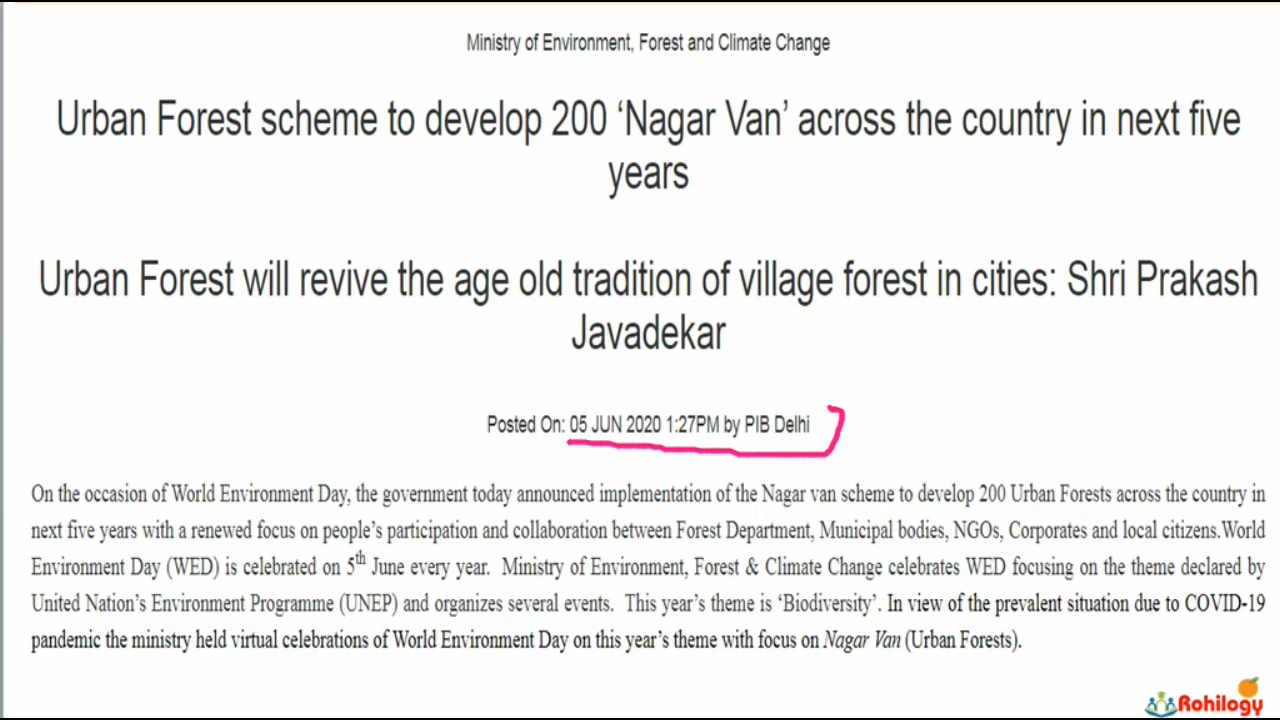 Ministry of Environment, Forest and Climate Change
Urban Forest scheme to develop 200 ‘Nagar Van’ across the country in next five
years
Urban Forest will revive the age old tradition of village forest in cities: Shri Prakash
Javadekar
Posted On: 05 JUN 2020 1:27PM by PIB Delhi
On the occasion of World Environment Day, the government today announced implementation of the Nagar van scheme to develop 200 Urban Forests across the country in
next five years with a renewed focus on people’s participation and collaboration between Forest Department, Municipal bodies, NGOs, Corporates and local citizens.World
Environment Day (WED) is celebrated on 5th June every year.  Ministry of Environment, Forest & Climate Change celebrates WED focusing on the theme declared by
United Nation’s Environment Programme (UNEP) and organizes several events.  This year’s theme is ‘Biodiversity’. In view of the prevalent situation due to COVID-19
pandemic the ministry held virtual celebrations of World Environment Day on this year’s theme with focus on Nagar Van (Urban Forests).
Rohilogy